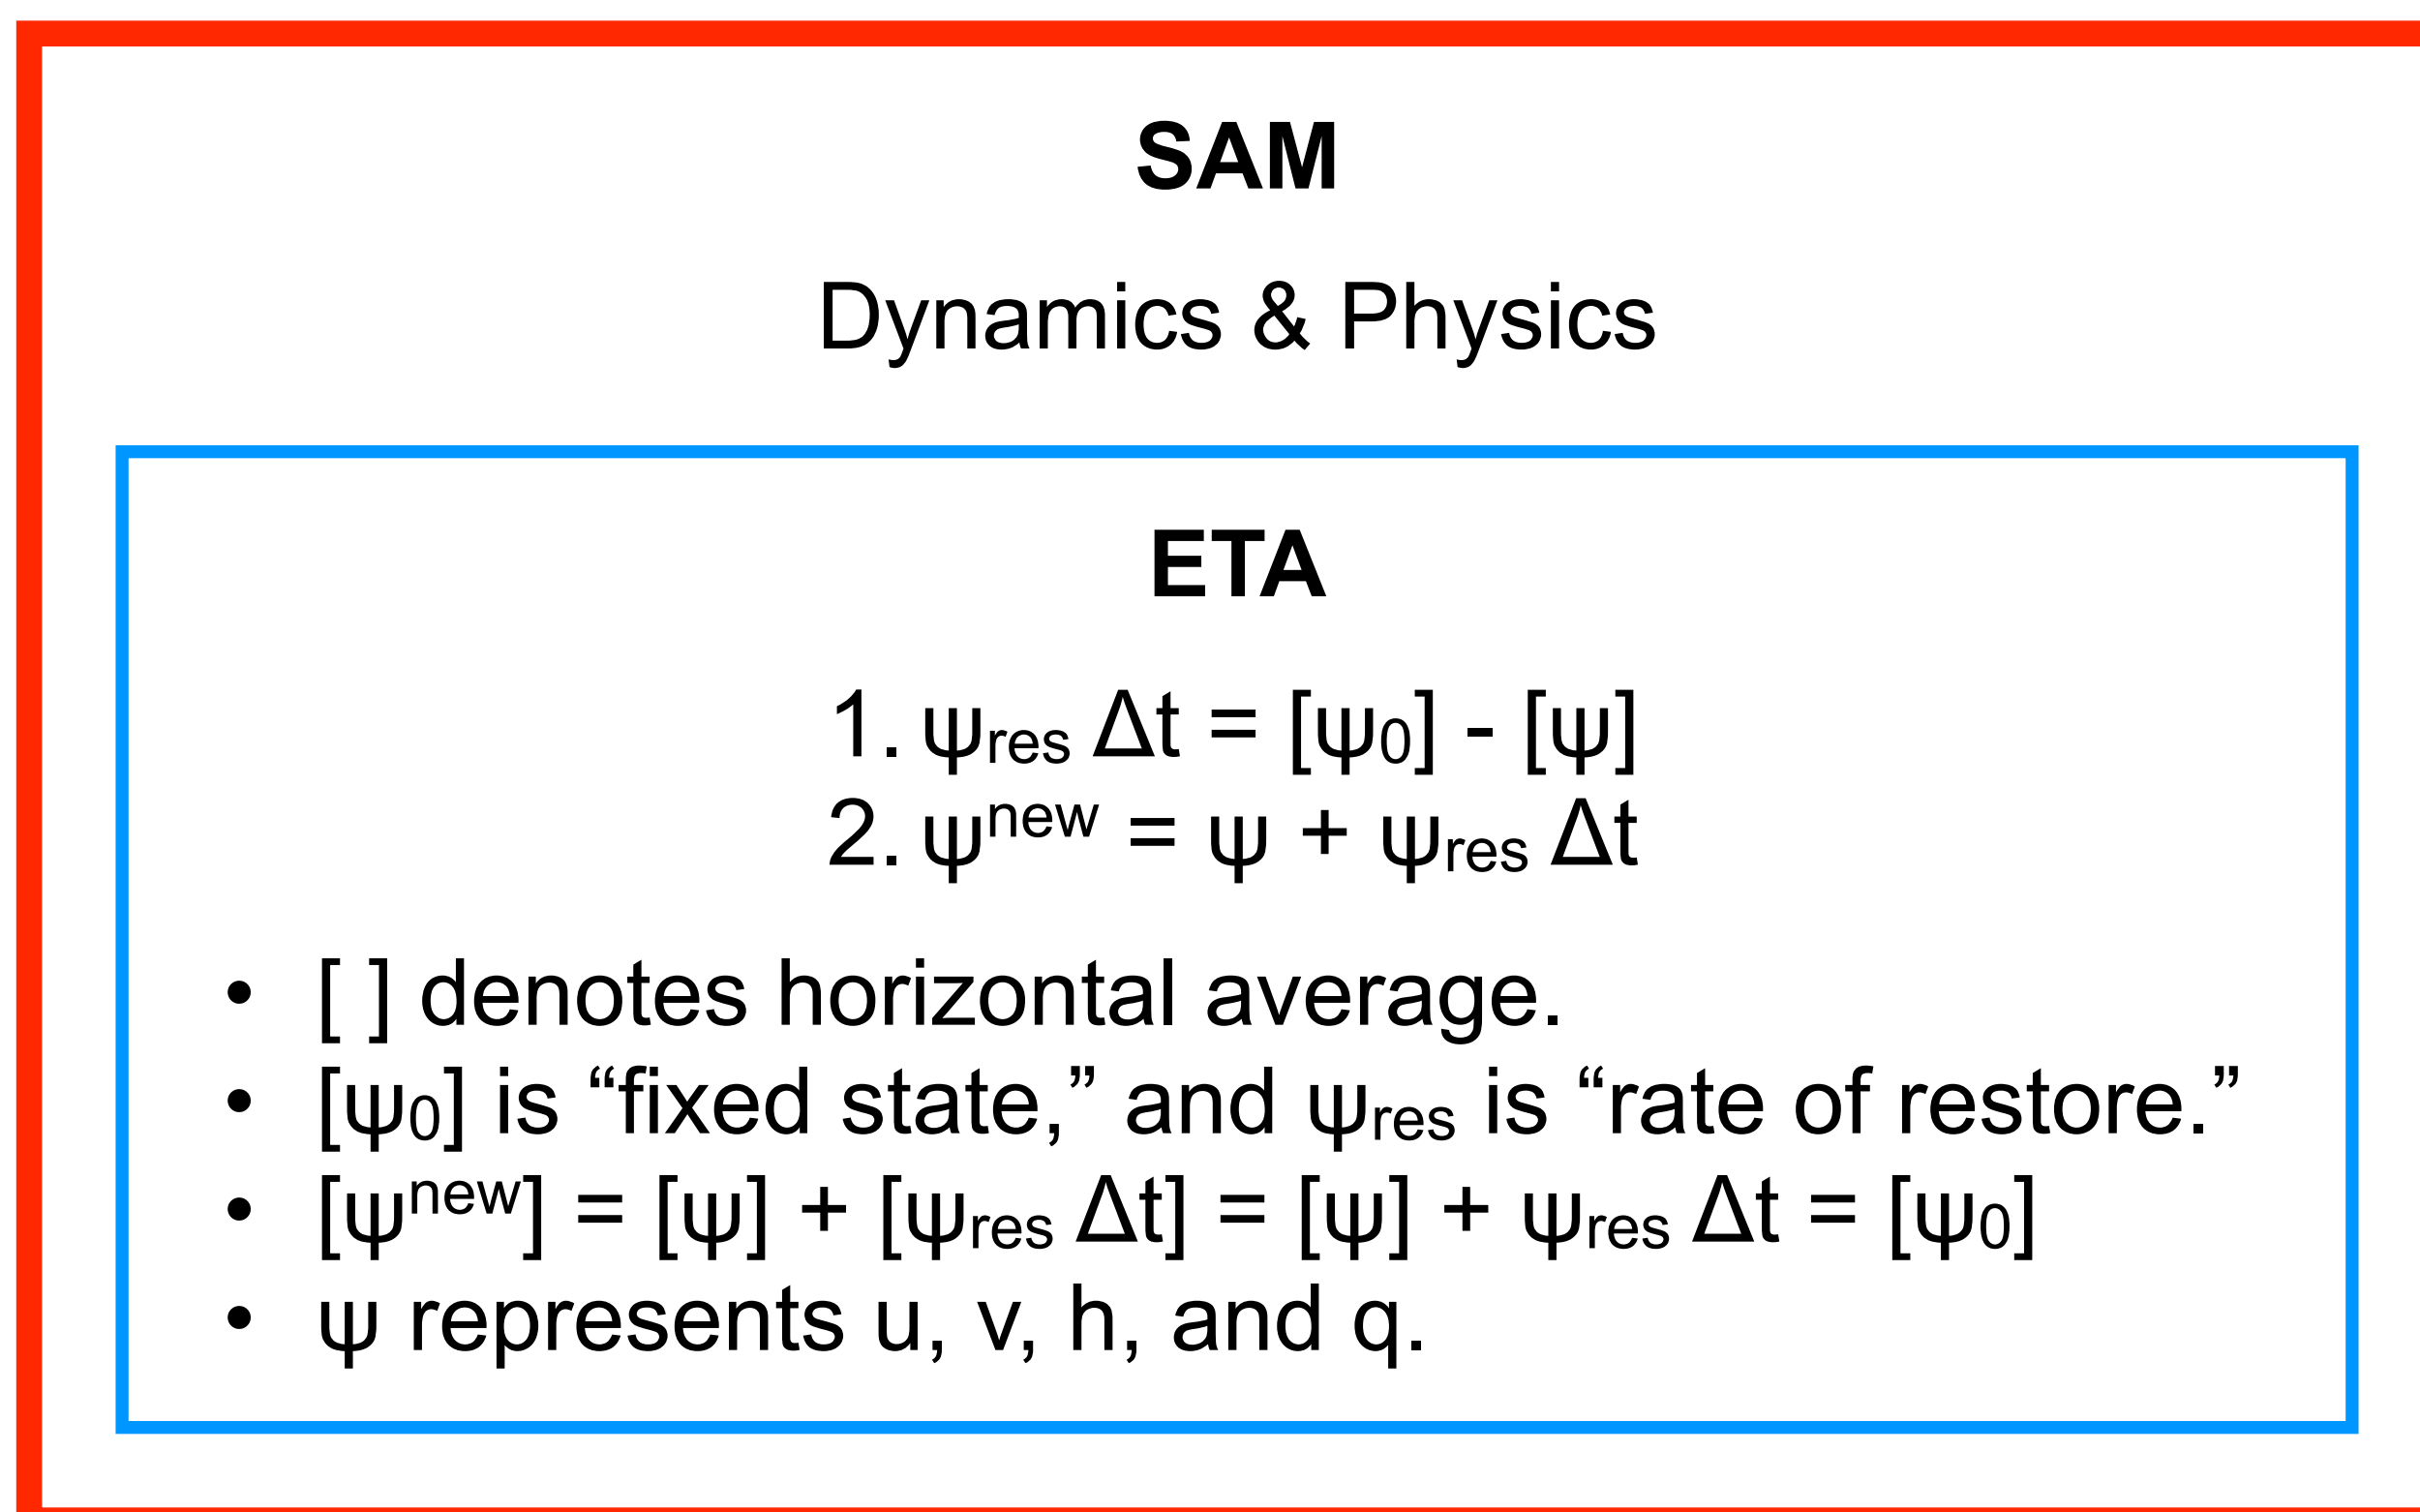 SAM
Dynamics & Physics
ETA
1. ψres Δt = [ψ0] - [ψ]
2. ψnew = ψ + ψres Δt
• [ ] denotes horizontal average.
• [ψ0] is “fixed state,” and ψres is “rate of restore.”
• [ψnew] = [ψ] + [ψres Δt] = [ψ] + ψres Δt = [ψ0]
• ψ represents u, v, h, and q.